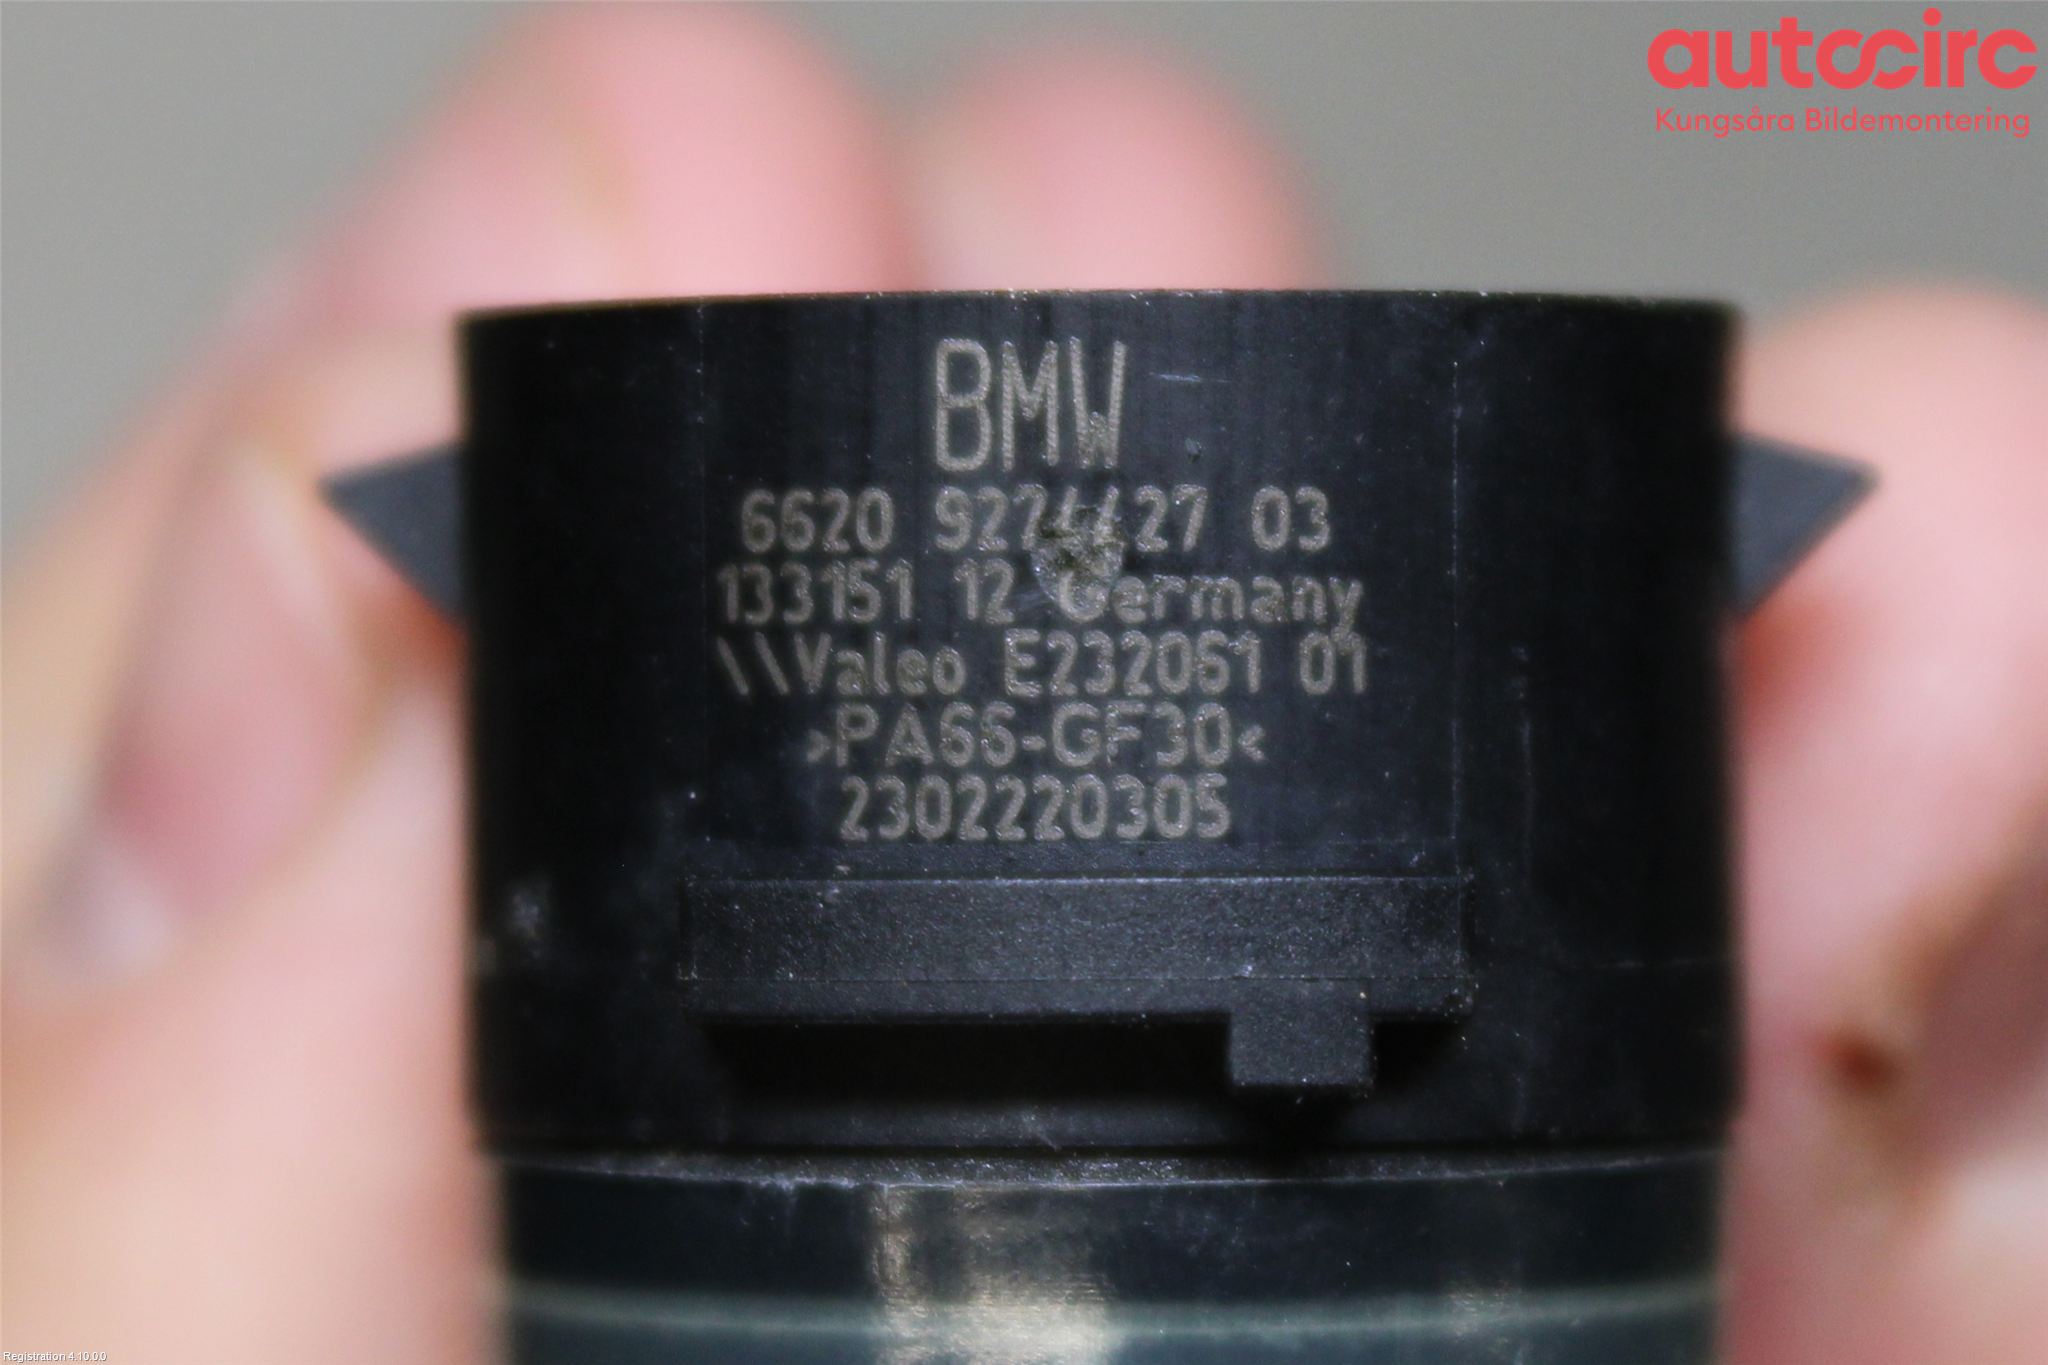 autocirc
Kungsåra Bildemontering
BMW
6620 03
133151 12 Germany
\\Valeo E232061 01
>PA66-GF30<
2302220305
Registration 4.10.0.0